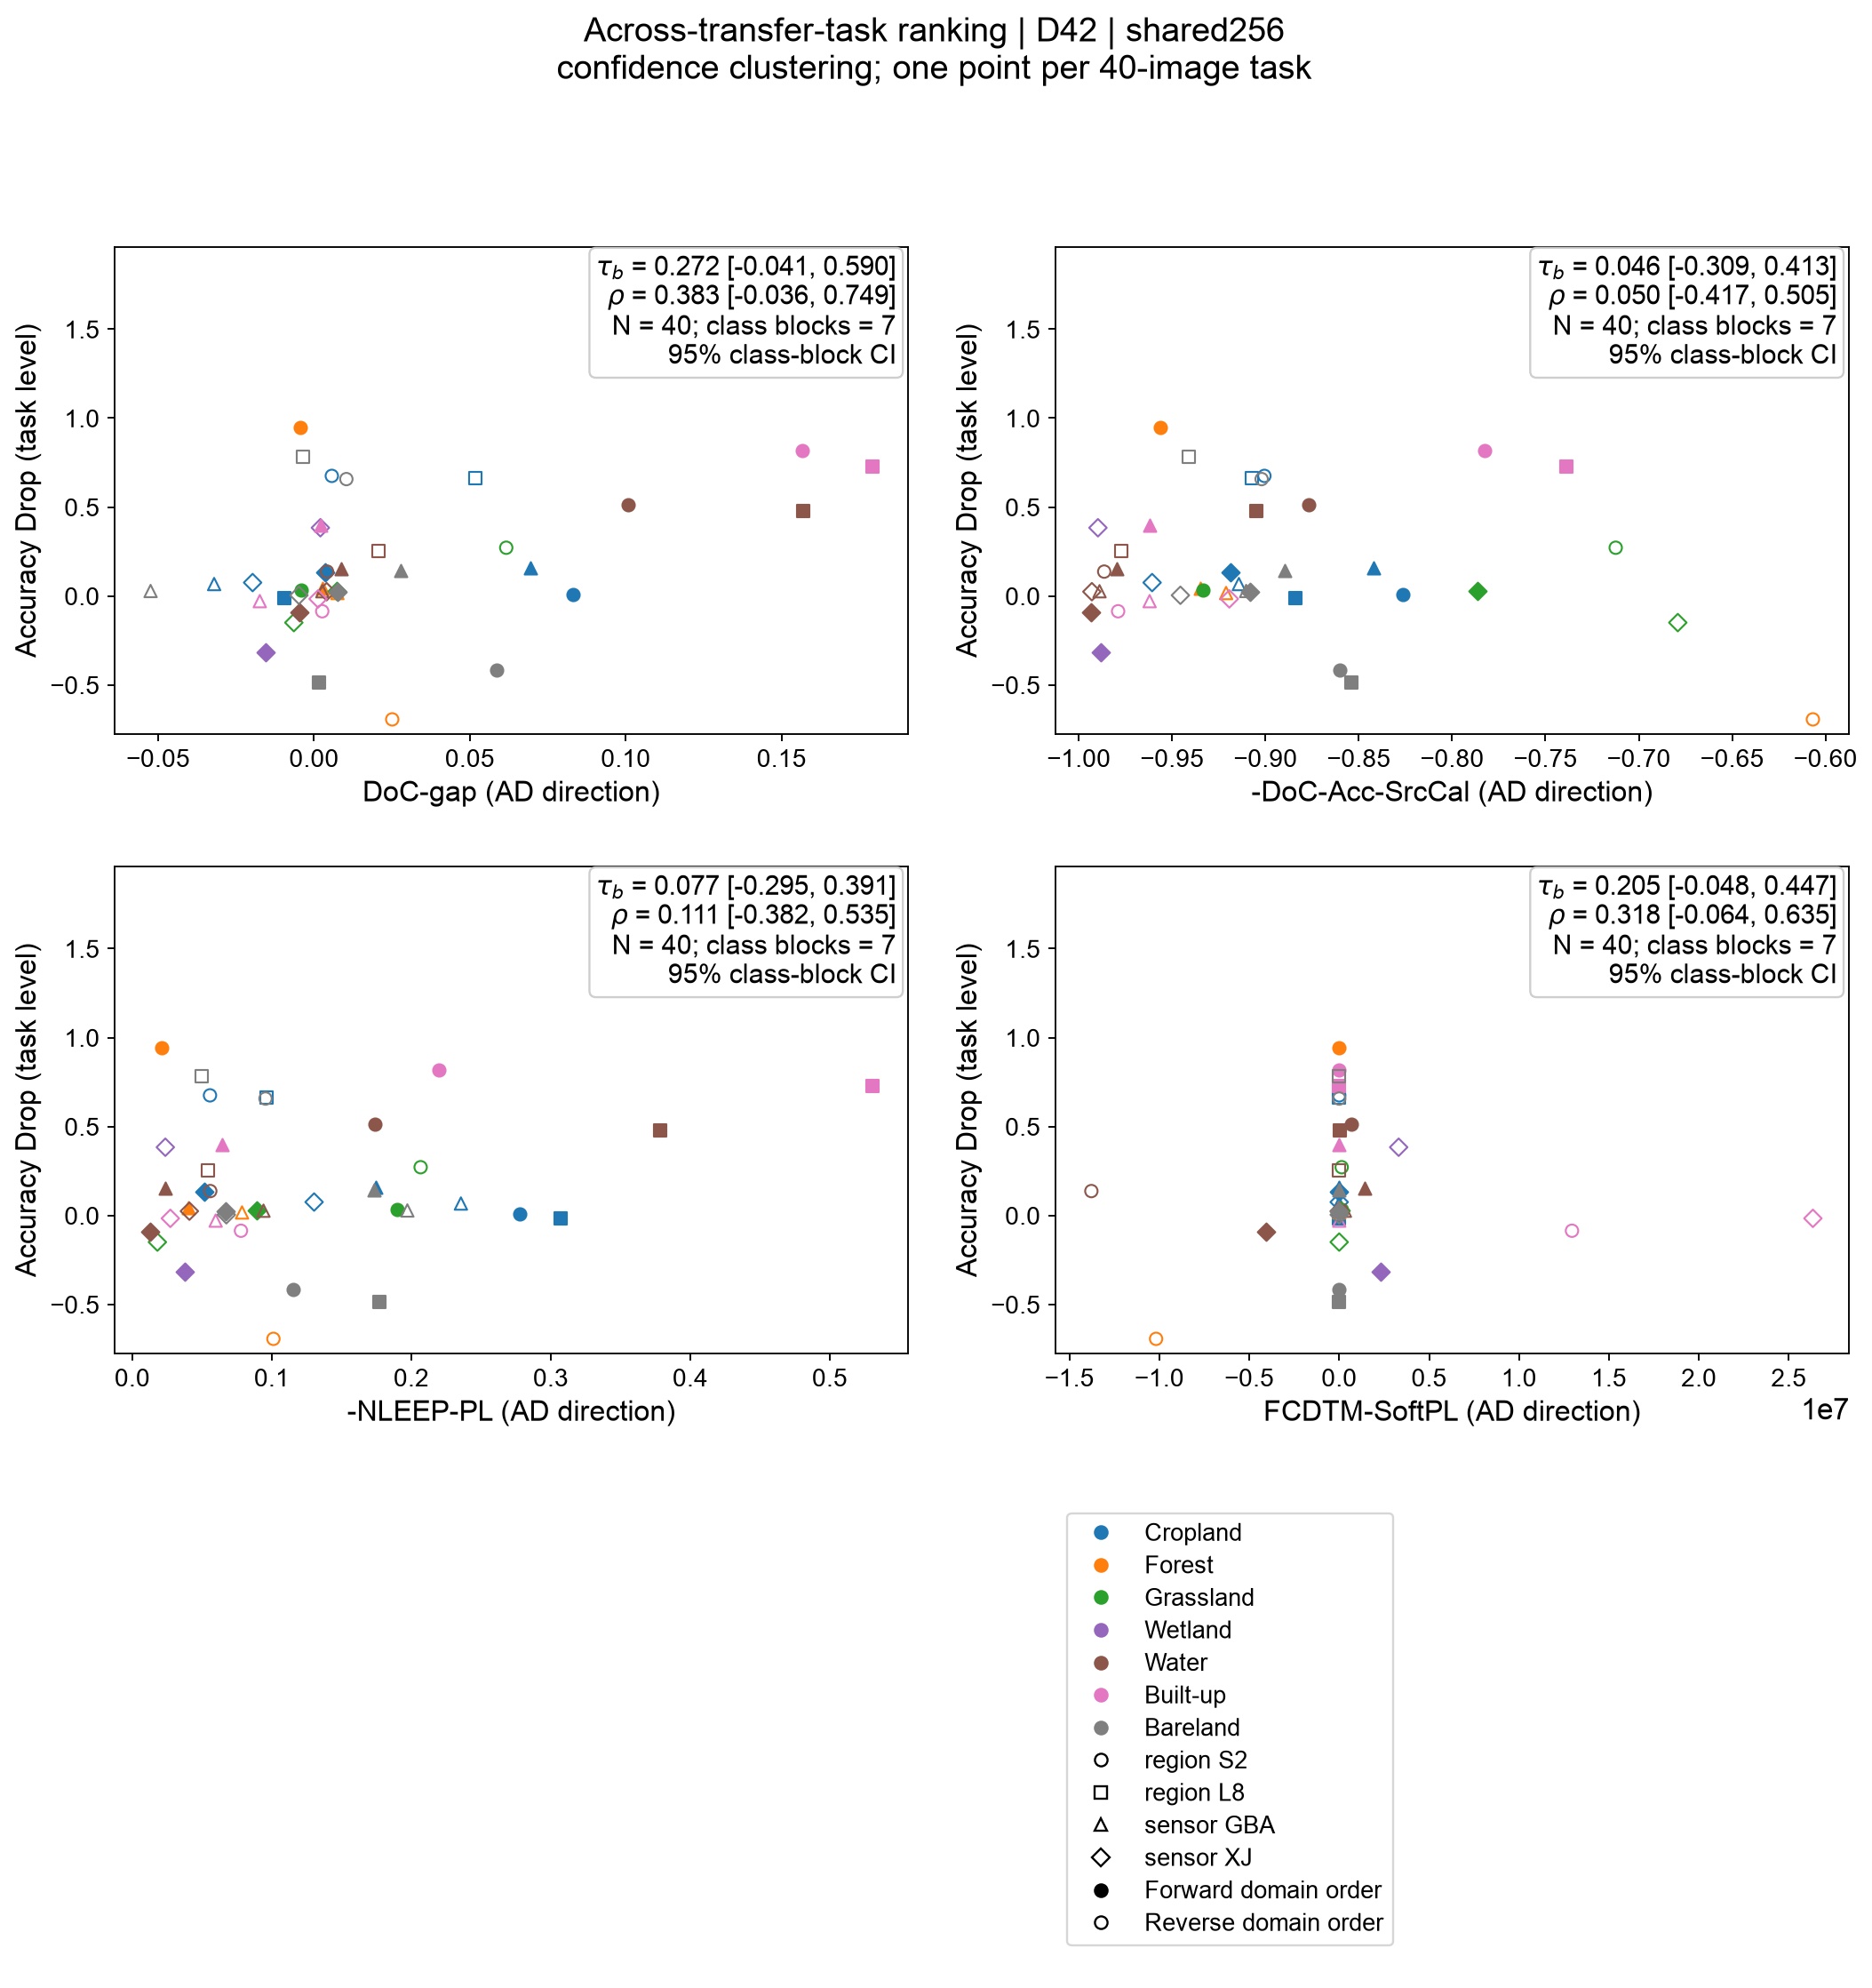 Across-transfer-task ranking | D42 | shared256
confidence clustering; one point per 40-image task
τb = 0.272 [-0.041, 0.590]
ρ = 0.383 [-0.036, 0.749]
N = 40; class blocks = 7
95% class-block CI
Accuracy Drop (task level)
1.5
1.0
0.5
0.0
−0.5
−0.05 0.00 0.05 0.10 0.15
DoC-gap (AD direction)
τb = 0.046 [-0.309, 0.413]
ρ = 0.050 [-0.417, 0.505]
N = 40; class blocks = 7
95% class-block CI
Accuracy Drop (task level)
1.5
1.0
0.5
0.0
−0.5
−1.00 −0.95 −0.90 −0.85 −0.80 −0.75 −0.70 −0.65 −0.60
-DoC-Acc-SrcCal (AD direction)
τb = 0.077 [-0.295, 0.391]
ρ = 0.111 [-0.382, 0.535]
N = 40; class blocks = 7
95% class-block CI
Accuracy Drop (task level)
1.5
1.0
0.5
0.0
−0.5
0.0 0.1 0.2 0.3 0.4 0.5
-NLEEP-PL (AD direction)
τb = 0.205 [-0.048, 0.447]
ρ = 0.318 [-0.064, 0.635]
N = 40; class blocks = 7
95% class-block CI
Accuracy Drop (task level)
1.5
1.0
0.5
0.0
−0.5
−1.5 −1.0 −0.5 0.0 0.5 1.0 1.5 2.0 2.5
FCDTM-SoftPL (AD direction)
1e7
Cropland
Forest
Grassland
Wetland
Water
Built-up
Bareland
region S2
region L8
sensor GBA
sensor XJ
Forward domain order
Reverse domain order